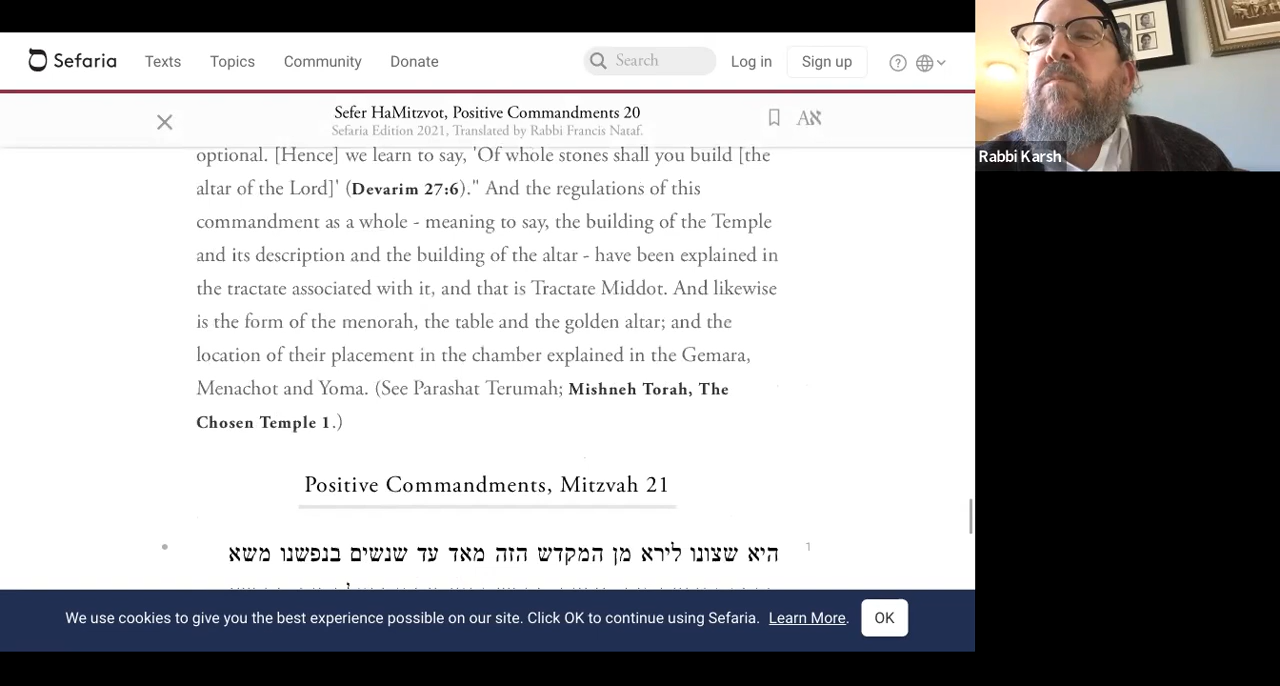 Sefaria Texts Topics Community Donate Search Log in Sign up
Sefer HaMitzvot, Positive Commandments 20
Sefaria Edition 2021, Translated by Rabbi Francis Nataf.
optional. [Hence] we learn to say, 'Of whole stones shall you build [the
altar of the Lord]' (Devarim 27:6)." And the regulations of this
commandment as a whole - meaning to say, the building of the Temple
and its description and the building of the altar - have been explained in
the tractate associated with it, and that is Tractate Middot. And likewise
is the form of the menorah, the table and the golden altar; and the
location of their placement in the chamber explained in the Gemara,
Menachot and Yoma. (See Parashat Terumah; Mishneh Torah, The
Chosen Temple 1.)
Positive Commandments, Mitzvah 21
1
היא שצונו לירא מן המקדש הזה מאד עד שנשים בנפשנו משא
We use cookies to give you the best experience possible on our site. Click OK to continue using Sefaria. Learn More. OK
Rabbi Karsh